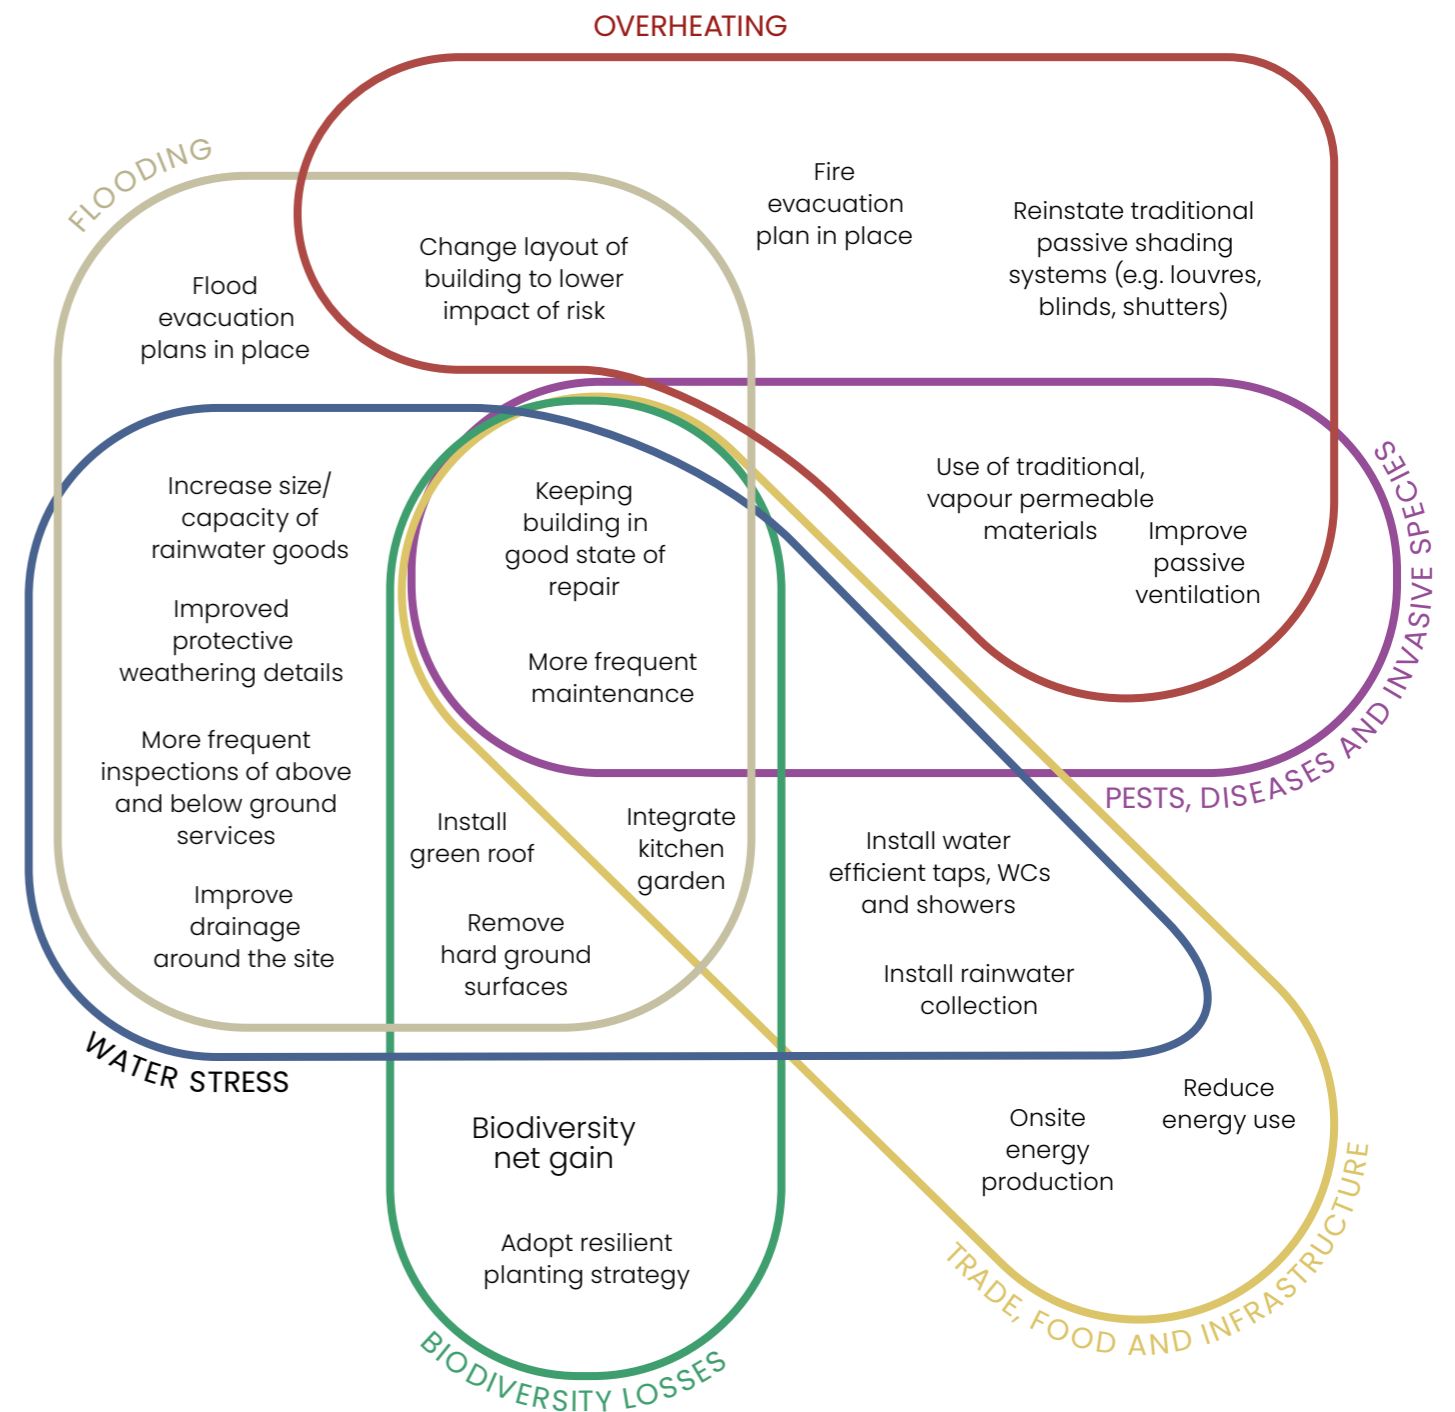 OVERHEATING
FLOODING
Fire
evacuation
plan in place
Reinstate traditional
passive shading
systems (e.g. louvres,
blinds, shutters)
Change layout of
building to lower
impact of risk
Flood
evacuation
plans in place
Increase size/
capacity of
rainwater goods
Keeping
building in
good state of
repair
Use of traditional,
vapour permeable
materials
Improve
passive
ventilation
PESTS, DISEASES AND INVASIVE SPECIES
Improved
protective
weathering details
More frequent
maintenance
More frequent
inspections of above
and below ground
services
Install
green roof
Integrate
kitchen
garden
Install water
efficient taps, WCs
and showers
Improve
drainage
around the site
Remove
hard ground
surfaces
Install rainwater
collection
WATER STRESS
Biodiversity
net gain
Onsite
energy
production
Reduce
energy use
Adopt resilient
planting strategy
TRADE, FOOD AND INFRASTRUCTURE
BIODIVERSITY LOSSES